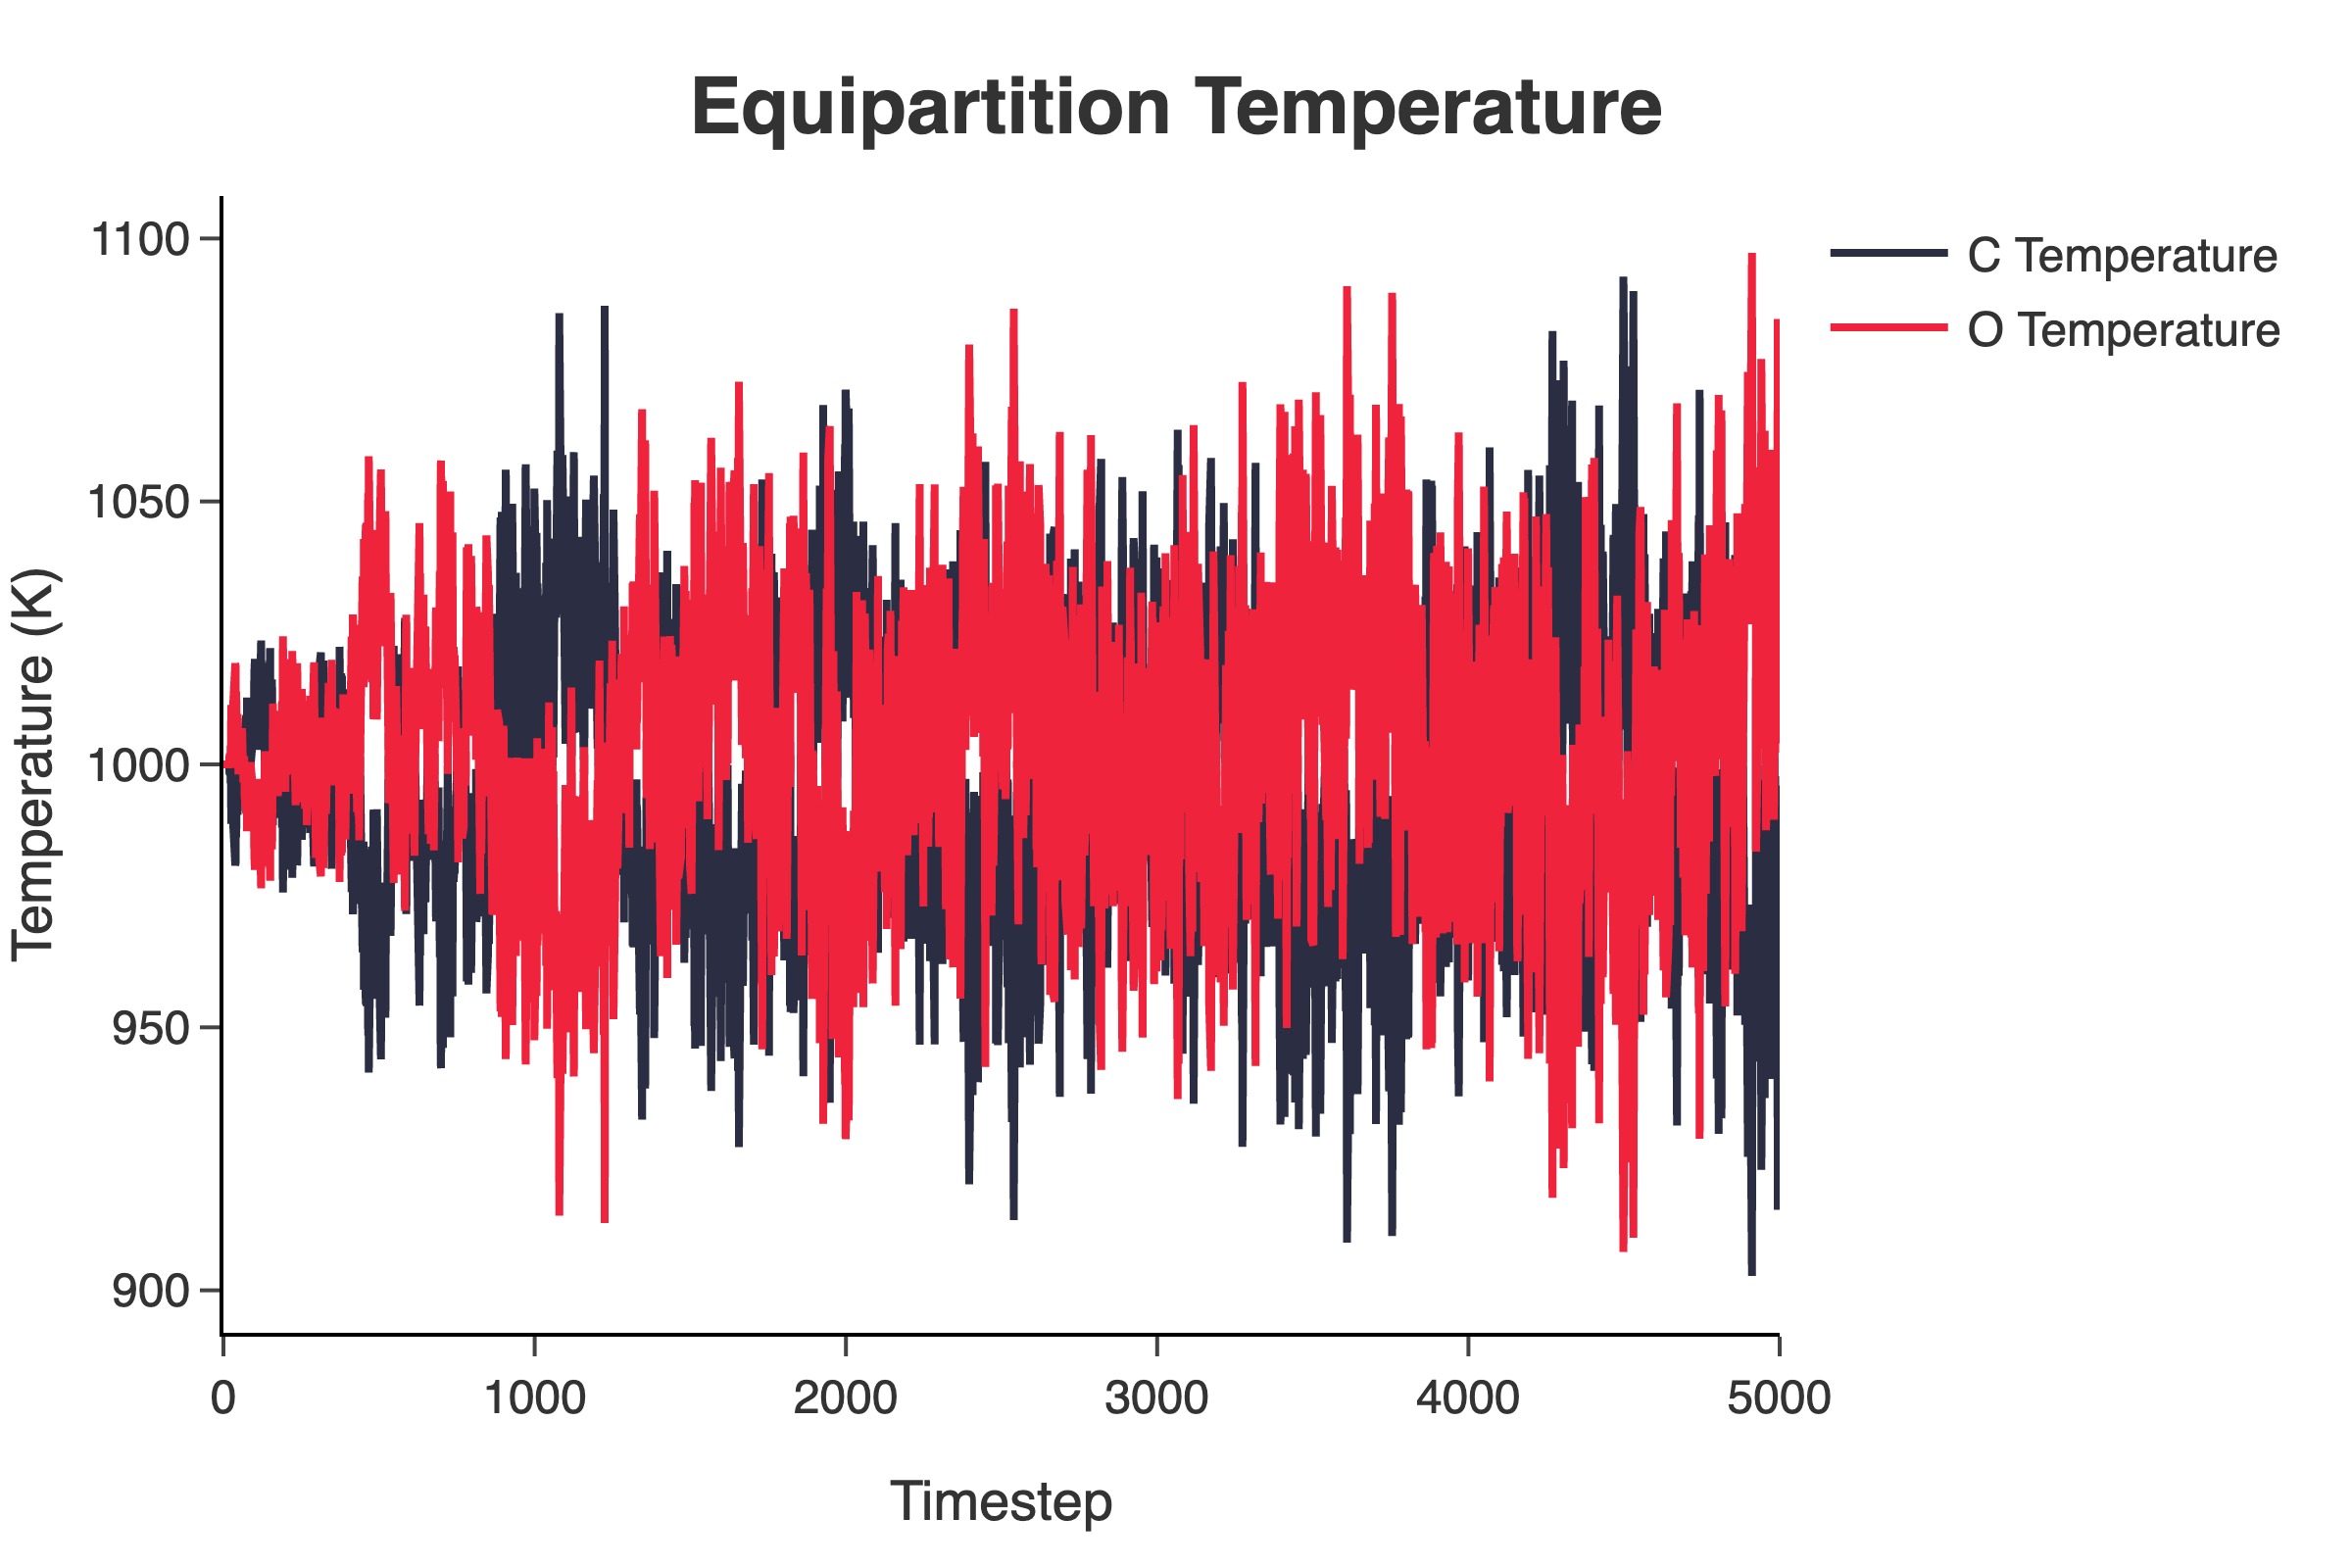 Equipartition Temperature
1100
1050
1000
950
900
Temperature (K)
0
1000
2000
3000
4000
5000
Timestep
C Temperature
O Temperature